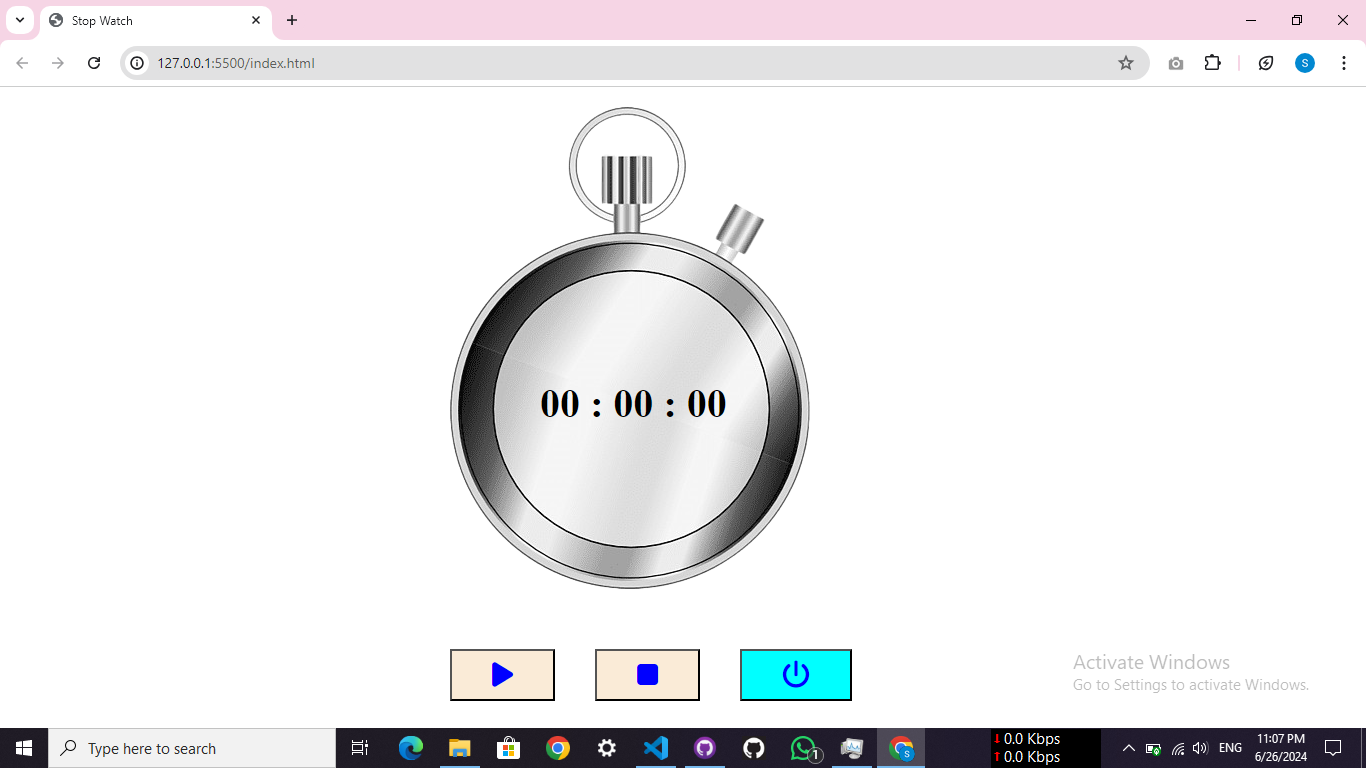 Stop Watch
127.0.0.1:5500/index.html
S
00 : 00 : 00
Activate Windows
Go to Settings to activate Windows.
Type here to search
1
S
0.0 Kbps
0.0 Kbps
ENG
11:07 PM
6/26/2024